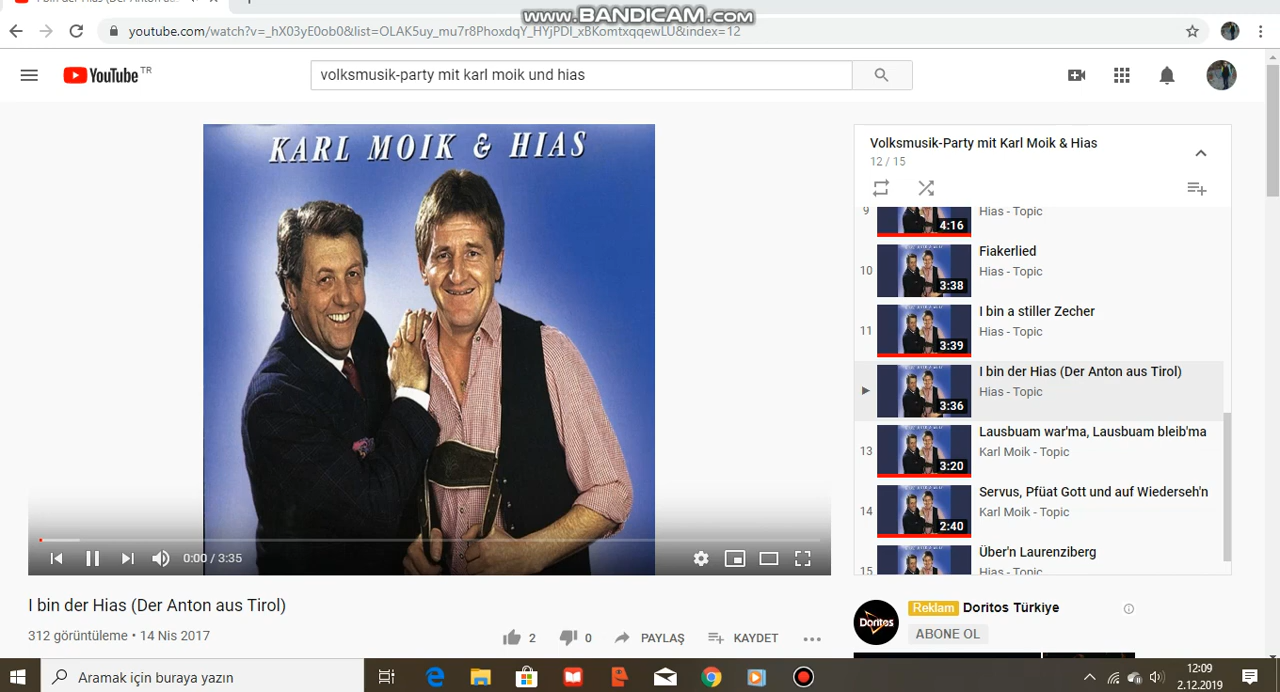 I bin der Hias (Der Anton aus...
www.BANDICAM.com
youtube.com/watch?v=_hX03yE0ob0&list=OLAK5uy_mu7r8PhoxdqY_HYjPDI_xBKomtxqqewLU&index=12
YouTube TR
volksmusik-party mit karl moik und hias
KARL MOIK & HIAS
0:00 / 3:35
I bin der Hias (Der Anton aus Tirol)
312 görüntüleme • 14 Nis 2017
2
0
PAYLAŞ
KAYDET
Volksmusik-Party mit Karl Moik & Hias
12 / 15
9
4:16
Hias - Topic
10
3:38
Fiakerlied
Hias - Topic
11
3:39
I bin a stiller Zecher
Hias - Topic
3:36
I bin der Hias (Der Anton aus Tirol)
Hias - Topic
13
3:20
Lausbuam war'ma, Lausbuam bleib'ma
Karl Moik - Topic
14
2:40
Servus, Pfüat Gott und auf Wiederseh'n
Karl Moik - Topic
15
Über'n Laurenziberg
Hias - Topic
Doritos
Reklam Doritos Türkiye
ABONE OL
Aramak için buraya yazın
12:09
2.12.2019